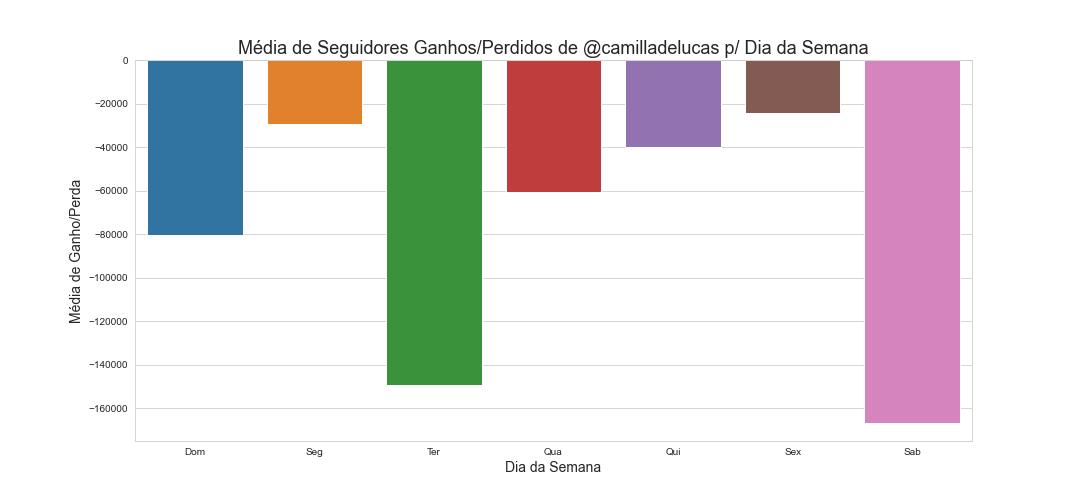 Média de Seguidores Ganhos/Perdidos de @camilladelucas p/ Dia da Semana
Média de Ganho/Perda
0
−20000
−40000
−60000
−80000
−100000
−120000
−140000
−160000
Dom Seg Ter Qua Qui Sex Sab
Dia da Semana